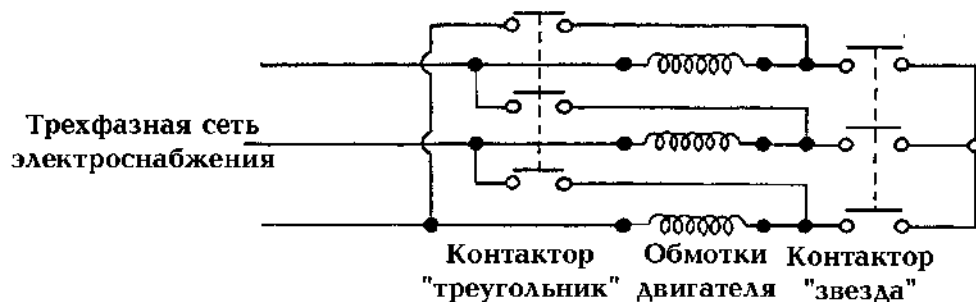 Трехфазная сеть
электроснабжения
Контактор
"треугольник"
Обмотки
двигателя
Контактор
"звезда"